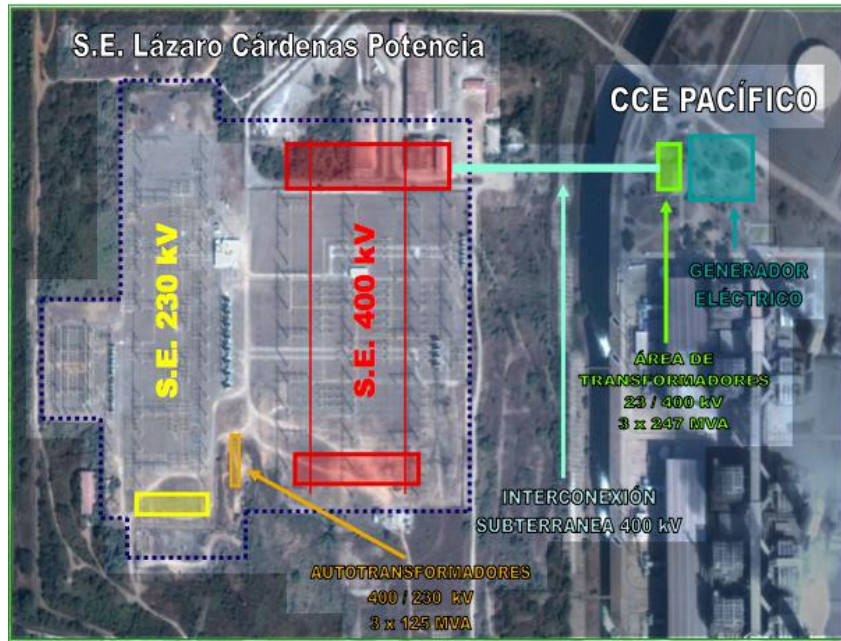 S.E. Lázaro Cárdenas Potencia
CCE PACÍFICO
S.E. 230 kV
S.E. 400 kV
GENERADOR
ELÉCTRICO
ÁREA DE
TRANSFORMADORES
23 / 400 kV
3 x 247 MVA
INTERCONEXIÓN
SUBTERRANEA 400 kV
AUTOTRANSFORMADORES
400 / 230 kV
3 x 125 MVA